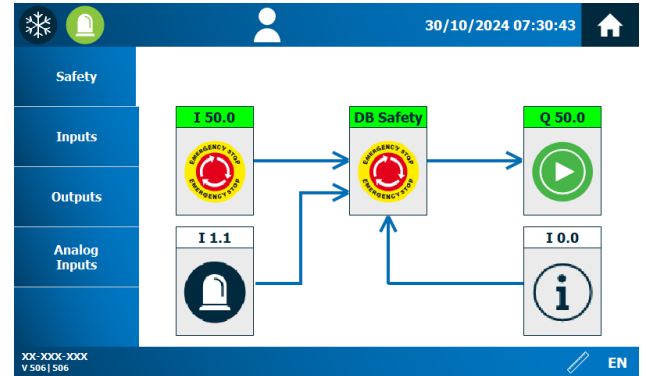 30/10/2024 07:30:43
Safety
Inputs
Outputs
Analog
Inputs
I 50.0
DB Safety
Q 50.0
EMERGENCY STOP
EMERGENCY STOP
EMERGENCY STOP
EMERGENCY STOP
I 1.1
I 0.0
i
XX-XXX-XXX
V 506 | 506
EN